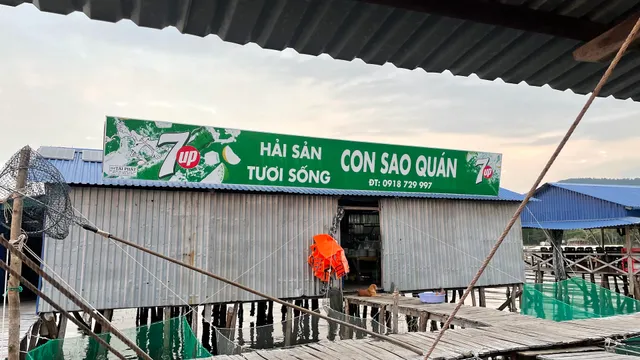 7up
HẢI SẢN
TƯƠI SỐNG
CON SAO QUÁN
ĐT: 0918 729 997
7up